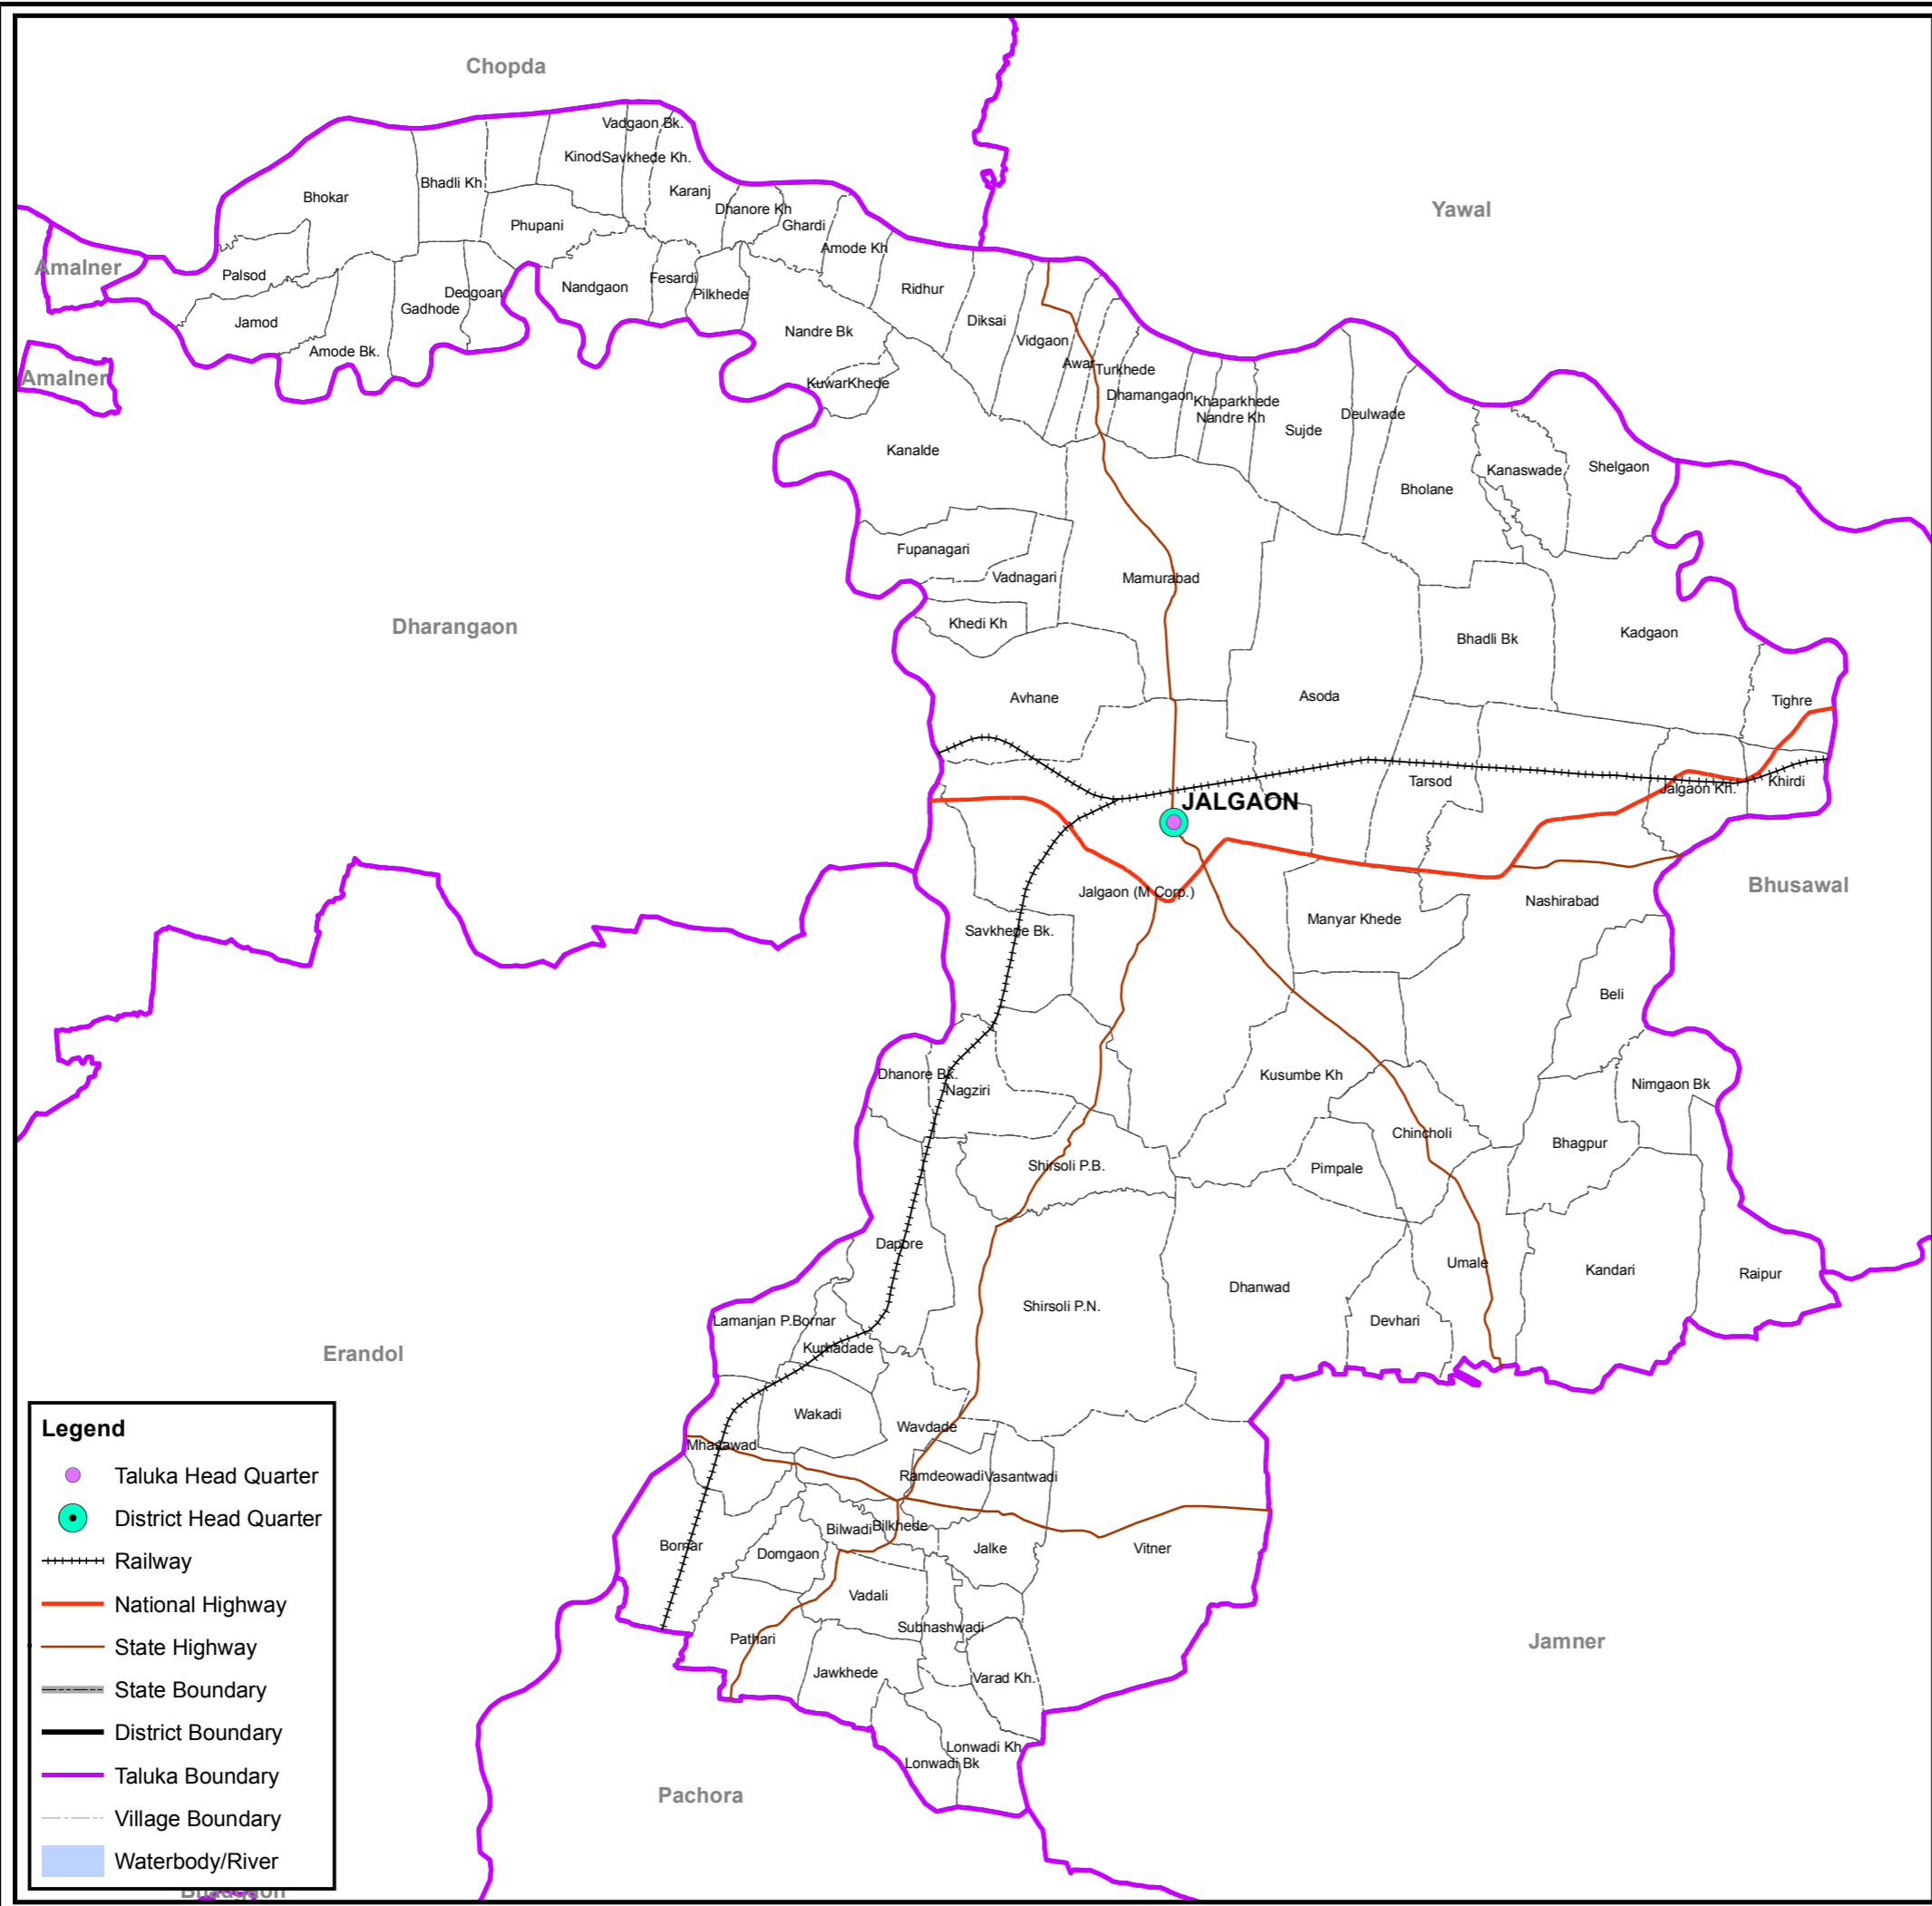 Chopda
Vadgaon Bk.
Kinod
Savkhede Kh.
Bhadli Kh
Karanj
Bhokar
Dhanore Kh
Yawal
Phupani
Ghardi
Amode Kh
Amalner
Palsod
Fesardi
Nandgaon
Ridhur
Deogoan
Pilkhede
Gadhode
Jamod
Diksai
Nandre Bk
Vidgaon
Amode Bk.
Awar
Turkhede
Amalner
KuwarKhede
Dhamangaon
Khaparkhede
Deulwade
Nandre Kh
Sujde
Kanalde
Shelgaon
Kanaswade
Bholane
Fupanagari
Vadnagari
Mamurabad
Khedi Kh
Dharangaon
Kadgaon
Bhadli Bk
Asoda
Avhane
Tighre
Tarsod
Khirdi
Jalgaon Kh.
JALGAON
Bhusawal
Jalgaon (M Corp.)
Nashirabad
Manyar Khede
Savkhede Bk.
Beli
Dhanore Bk.
Kusumbe Kh
Nimgaon Bk
Nagziri
Chincholi
Bhagpur
Shirsoli P.B.
Pimpale
Dapore
Umale
Kandari
Raipur
Dhanwad
Shirsoli P.N.
Lamanjan P.Bornar
Devhari
Kurhadade
Erandol
Wakadi
Wavdade
Mhasawad
Ramdeowadi
Vasantwadi
Bilkhede
Bilwadi
Bornar
Jalke
Vitner
Domgaon
Vadali
Subhashwadi
Pathari
Jamner
Jawkhede
Varad Kh.
Lonwadi Kh
Lonwadi Bk
Pachora
Legend
Taluka Head Quarter
District Head Quarter
Railway
National Highway
State Highway
State Boundary
District Boundary
Taluka Boundary
Village Boundary
Waterbody/River